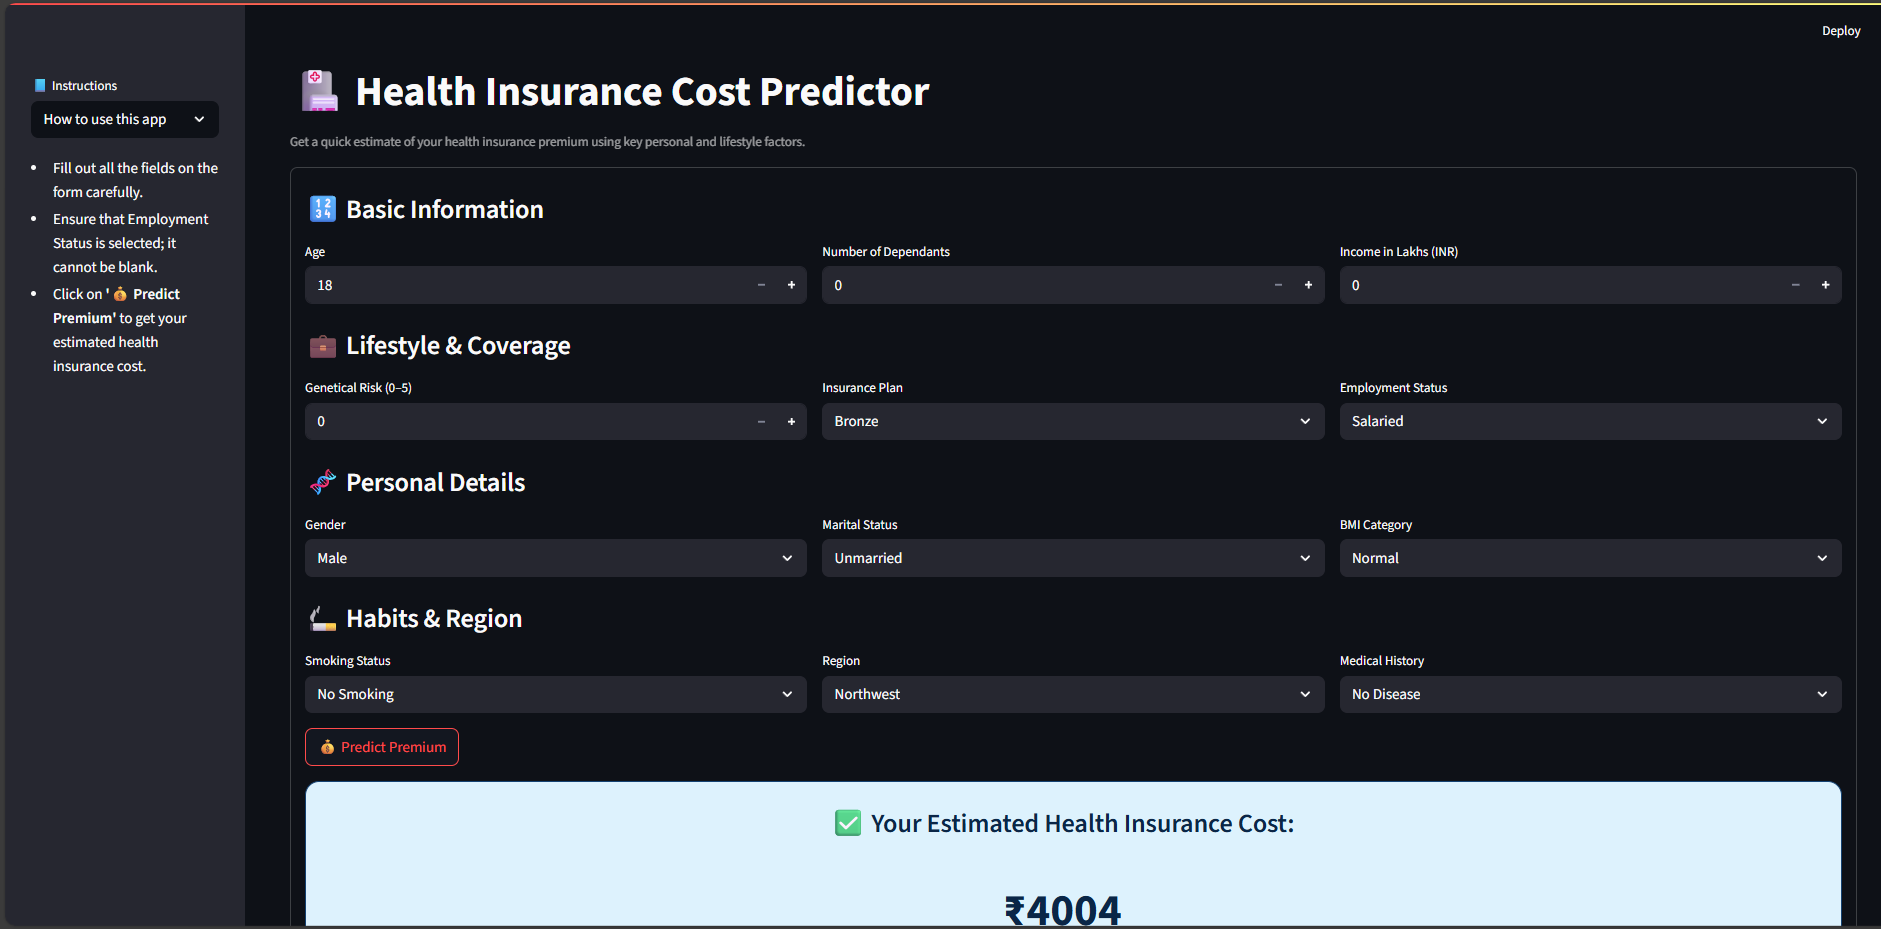 Deploy
Instructions
How to use this app
Fill out all the fields on the
form carefully.
Ensure that Employment
Status is selected; it
cannot be blank.
Click on '💰 Predict
Premium' to get your
estimated health
insurance cost.
Health Insurance Cost Predictor
Get a quick estimate of your health insurance premium using key personal and lifestyle factors.
Basic Information
Age
Number of Dependants
Income in Lakhs (INR)
18
0
0
Lifestyle & Coverage
Genetical Risk (0–5)
Insurance Plan
Employment Status
0
Bronze
Salaried
Personal Details
Gender
Marital Status
BMI Category
Male
Unmarried
Normal
Habits & Region
Smoking Status
Region
Medical History
No Smoking
Northwest
No Disease
Predict Premium
Your Estimated Health Insurance Cost:
₹4004